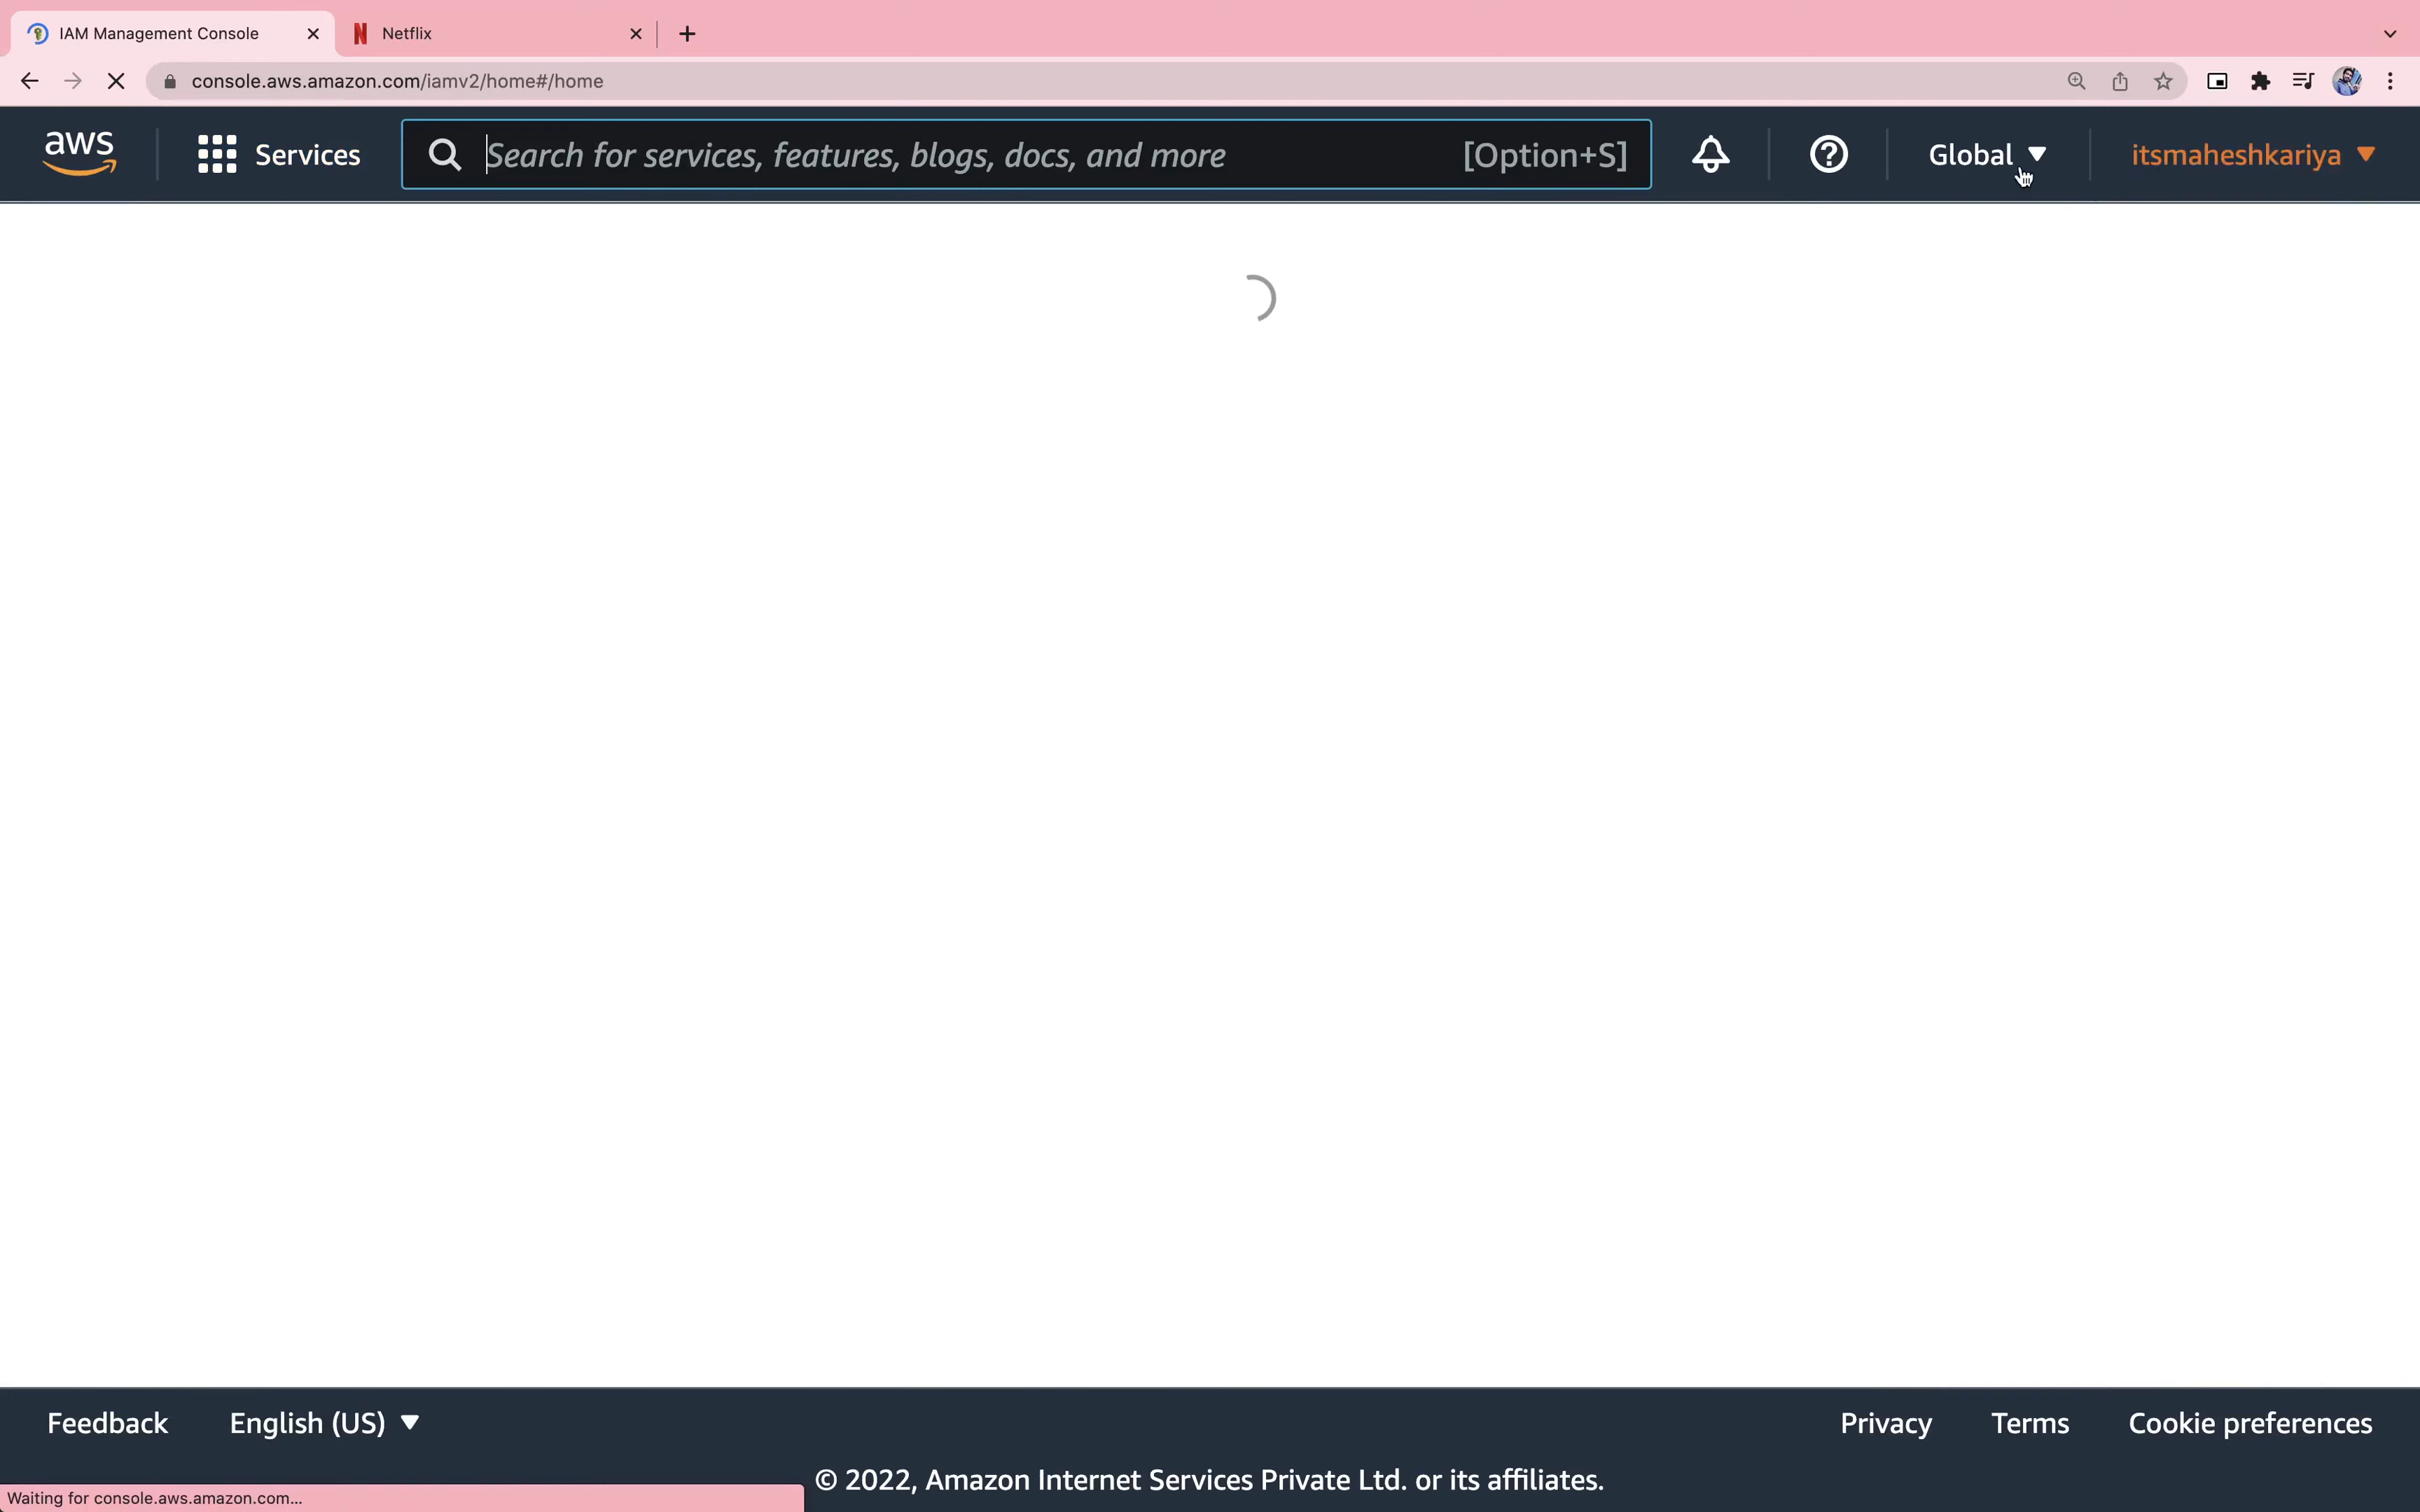 IAM Management Console
Netflix
console.aws.amazon.com/iamv2/home#/home
aws
Services
Search for services, features, blogs, docs, and more
[Option+S]
Global
itsmaheshkariya
Feedback
English (US)
Privacy
Terms
Cookie preferences
© 2022, Amazon Internet Services Private Ltd. or its affiliates.
Waiting for console.aws.amazon.com...